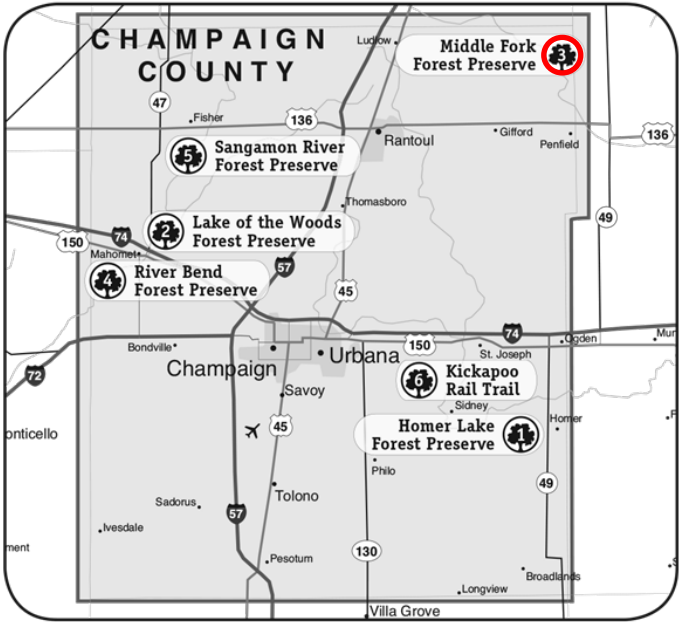 CHAMPAIGN
COUNTY
Ludlow
Middle Fork
Forest Preserve
3
47
Fisher
136
Gifford
136
Rantoul
Penfield
5
Sangamon River
Forest Preserve
Thomasboro
49
2
Lake of the Woods
Forest Preserve
74
150
Mahomet
57
4
River Bend
Forest Preserve
45
74
Ogden
Mun
150
Bondville
St. Joseph
Champaign
Urbana
72
6
Kickapoo
Rail Trail
Savoy
Sidney
Homer
45
onticello
Homer Lake
Forest Preserve
1
Philo
49
Tolono
Sadorus
57
Ivesdale
ment
130
Pesotum
Broadlands
Longview
Villa Grove